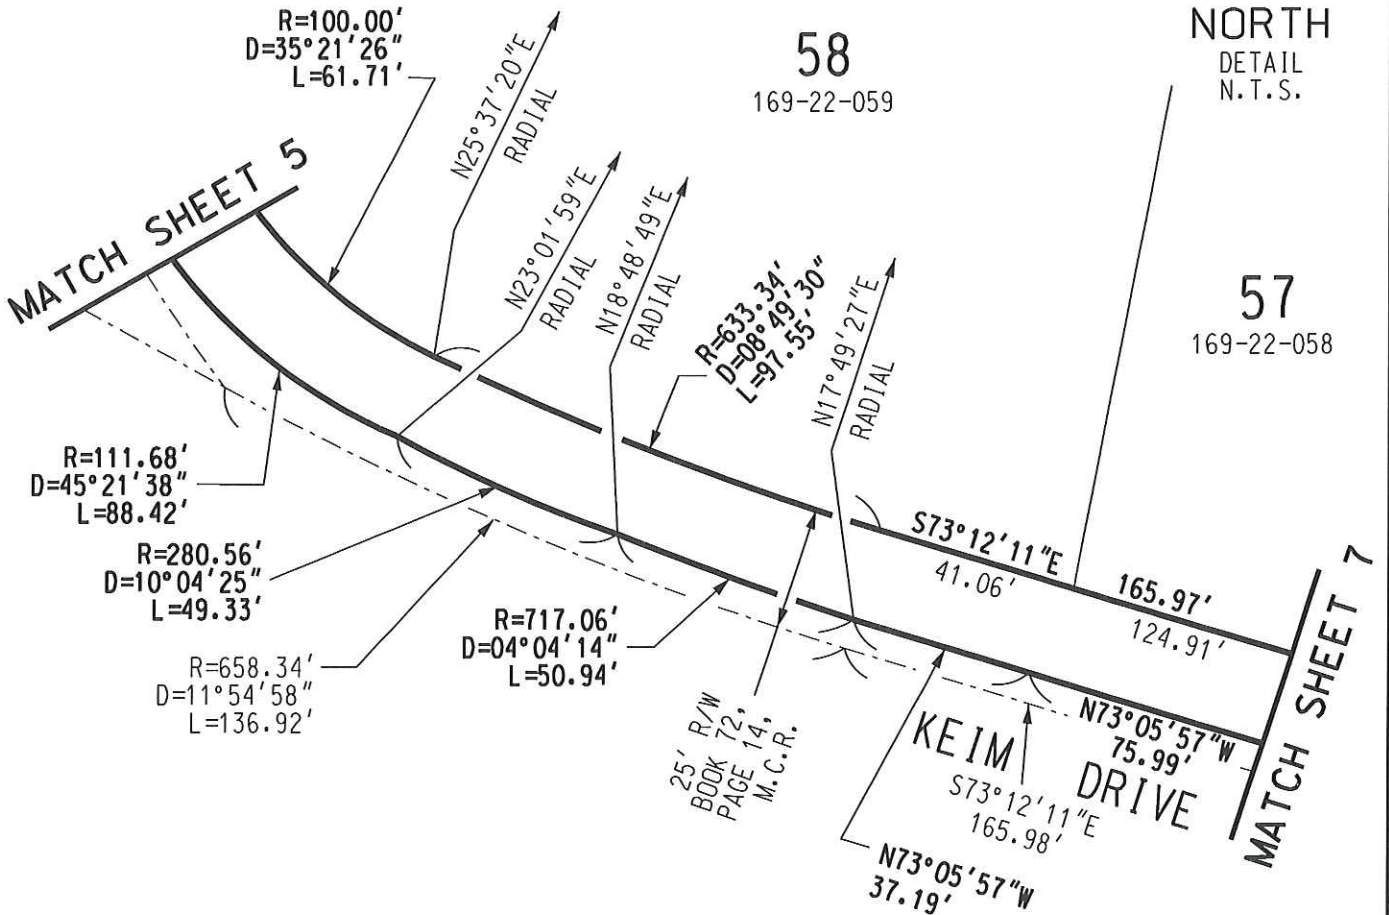 NORTH
DETAIL
N.T.S.
58
169-22-059
57
169-22-058
R=100.00'
D=35°21'26"
L=61.71'
N25°37'20"E
RADIAL
N23°01'59"E
RADIAL
N18°48'49"E
RADIAL
R=633.34'
D=08°49'30"
L=97.55'
N17°49'27"E
RADIAL
MATCH SHEET 5
R=111.68'
D=45°21'38"
L=88.42'
R=280.56'
D=10°04'25"
L=49.33'
R=658.34'
D=11°54'58"
L=136.92'
R=717.06'
D=04°04'14"
L=50.94'
25' R/W
BOOK 72,
PAGE 14,
M.C.R.
S73°12'11"E
41.06'
165.97'
124.91'
KEIM DRIVE
N73°05'57"W
75.99'
S73°12'11"E
165.98'
N73°05'57"W
37.19'
MATCH SHEET 7